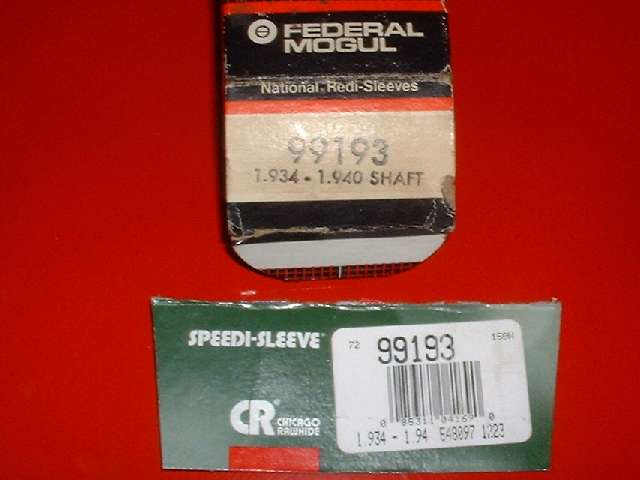 FEDERAL
MOGUL
National Redi-Sleeves
99193
1.934 - 1.940 SHAFT
SPEEDI-SLEEVE
72 99193
CR CHICAGO
RAWHIDE
1.934 - 1.94